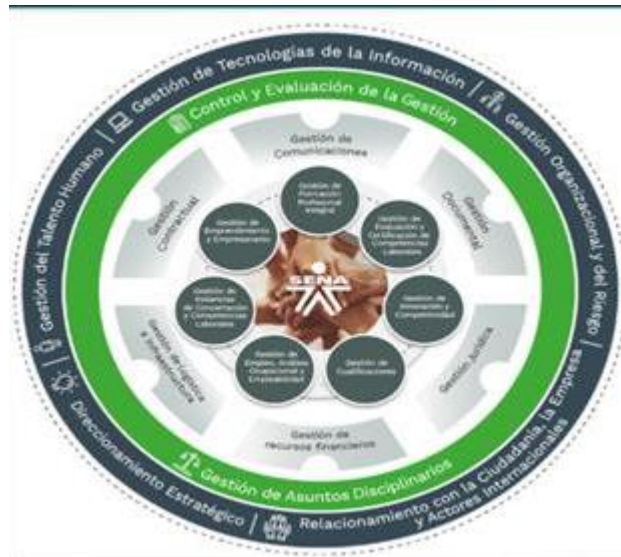 Gestión de Tecnologías de la Información
Gestión Organizacional y del Riesgo
Relacionamiento con la Ciudadanía, la Empresa
y Actores Internacionales
Direccionamiento Estratégico
Gestión del Talento Humano
Control y Evaluación de la Gestión
Gestión de Asuntos Disciplinarios
Gestión de
Comunicaciones
Gestión
Documental
Gestión Jurídica
Gestión de
recursos financieros
Gestión de Logística
e Infraestructura
Gestión
Contractual
Gestión de
Formación
Profesional
Integral
Gestión de
Evaluación y
Certificación de
Competencias
Laborales
Gestión de
Innovación y
Competitividad
Gestión de
Cualificaciones
Gestión de
Empleo, Análisis
Ocupacional y
Empleabilidad
Gestión de
Instancias
de Concertación
y Competencias
Laborales
Gestión de
Emprendimiento
y Empresarismo
SENA